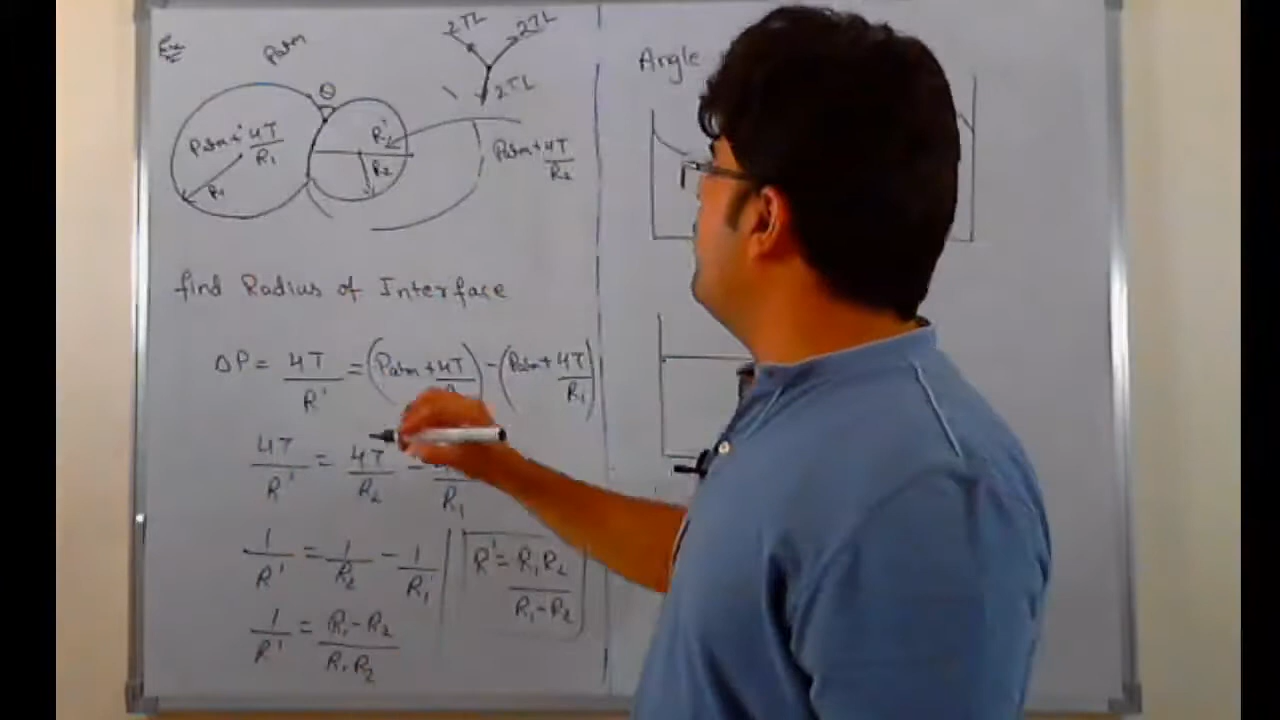 Ex
Patm
θ
2TL 2TL
2TL
Patm + 4T/R1
R1
R'
R2
Patm + 4T/R2
find Radius of Interface
ΔP = 4T/R' = (Patm + 4T/) - (Patm + 4T/R1)
4T/R' = 4T/R2 - /R1
1/R' = 1/R2 - 1/R1
R' = R1R2/R1-R2
1/R' = R1-R2/R1R2
Angle